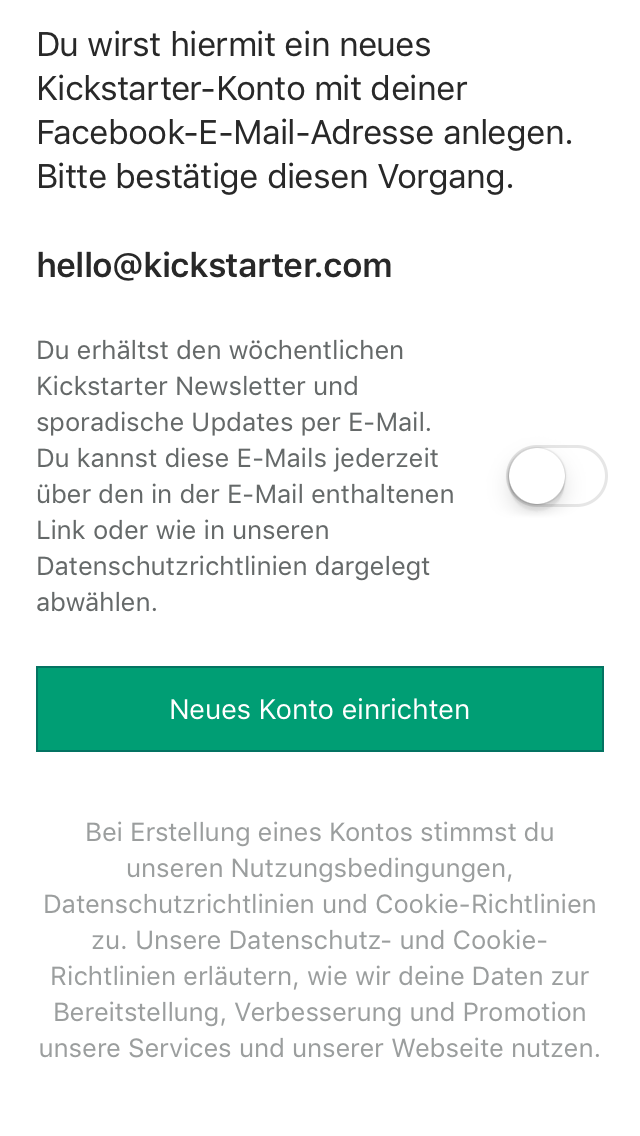 Du wirst hiermit ein neues
Kickstarter-Konto mit deiner
Facebook-E-Mail-Adresse anlegen.
Bitte bestätige diesen Vorgang.
hello@kickstarter.com
Du erhältst den wöchentlichen
Kickstarter Newsletter und
sporadische Updates per E-Mail.
Du kannst diese E-Mails jederzeit
über den in der E-Mail enthaltenen
Link oder wie in unseren
Datenschutzrichtlinien dargelegt
abwählen.
Neues Konto einrichten
Bei Erstellung eines Kontos stimmst du
unseren Nutzungsbedingungen,
Datenschutzrichtlinien und Cookie-Richtlinien
zu. Unsere Datenschutz- und Cookie-
Richtlinien erläutern, wie wir deine Daten zur
Bereitstellung, Verbesserung und Promotion
unsere Services und unserer Webseite nutzen.